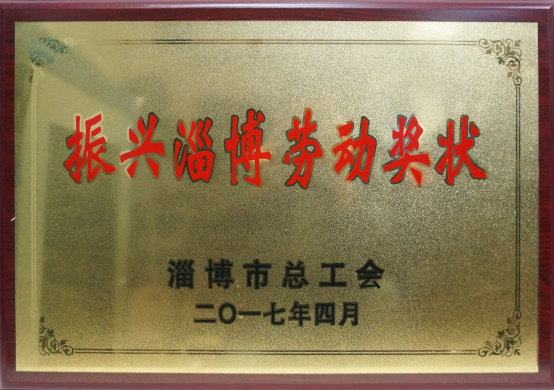 振兴淄博劳动奖状
淄博市总工会
二〇一七年四月